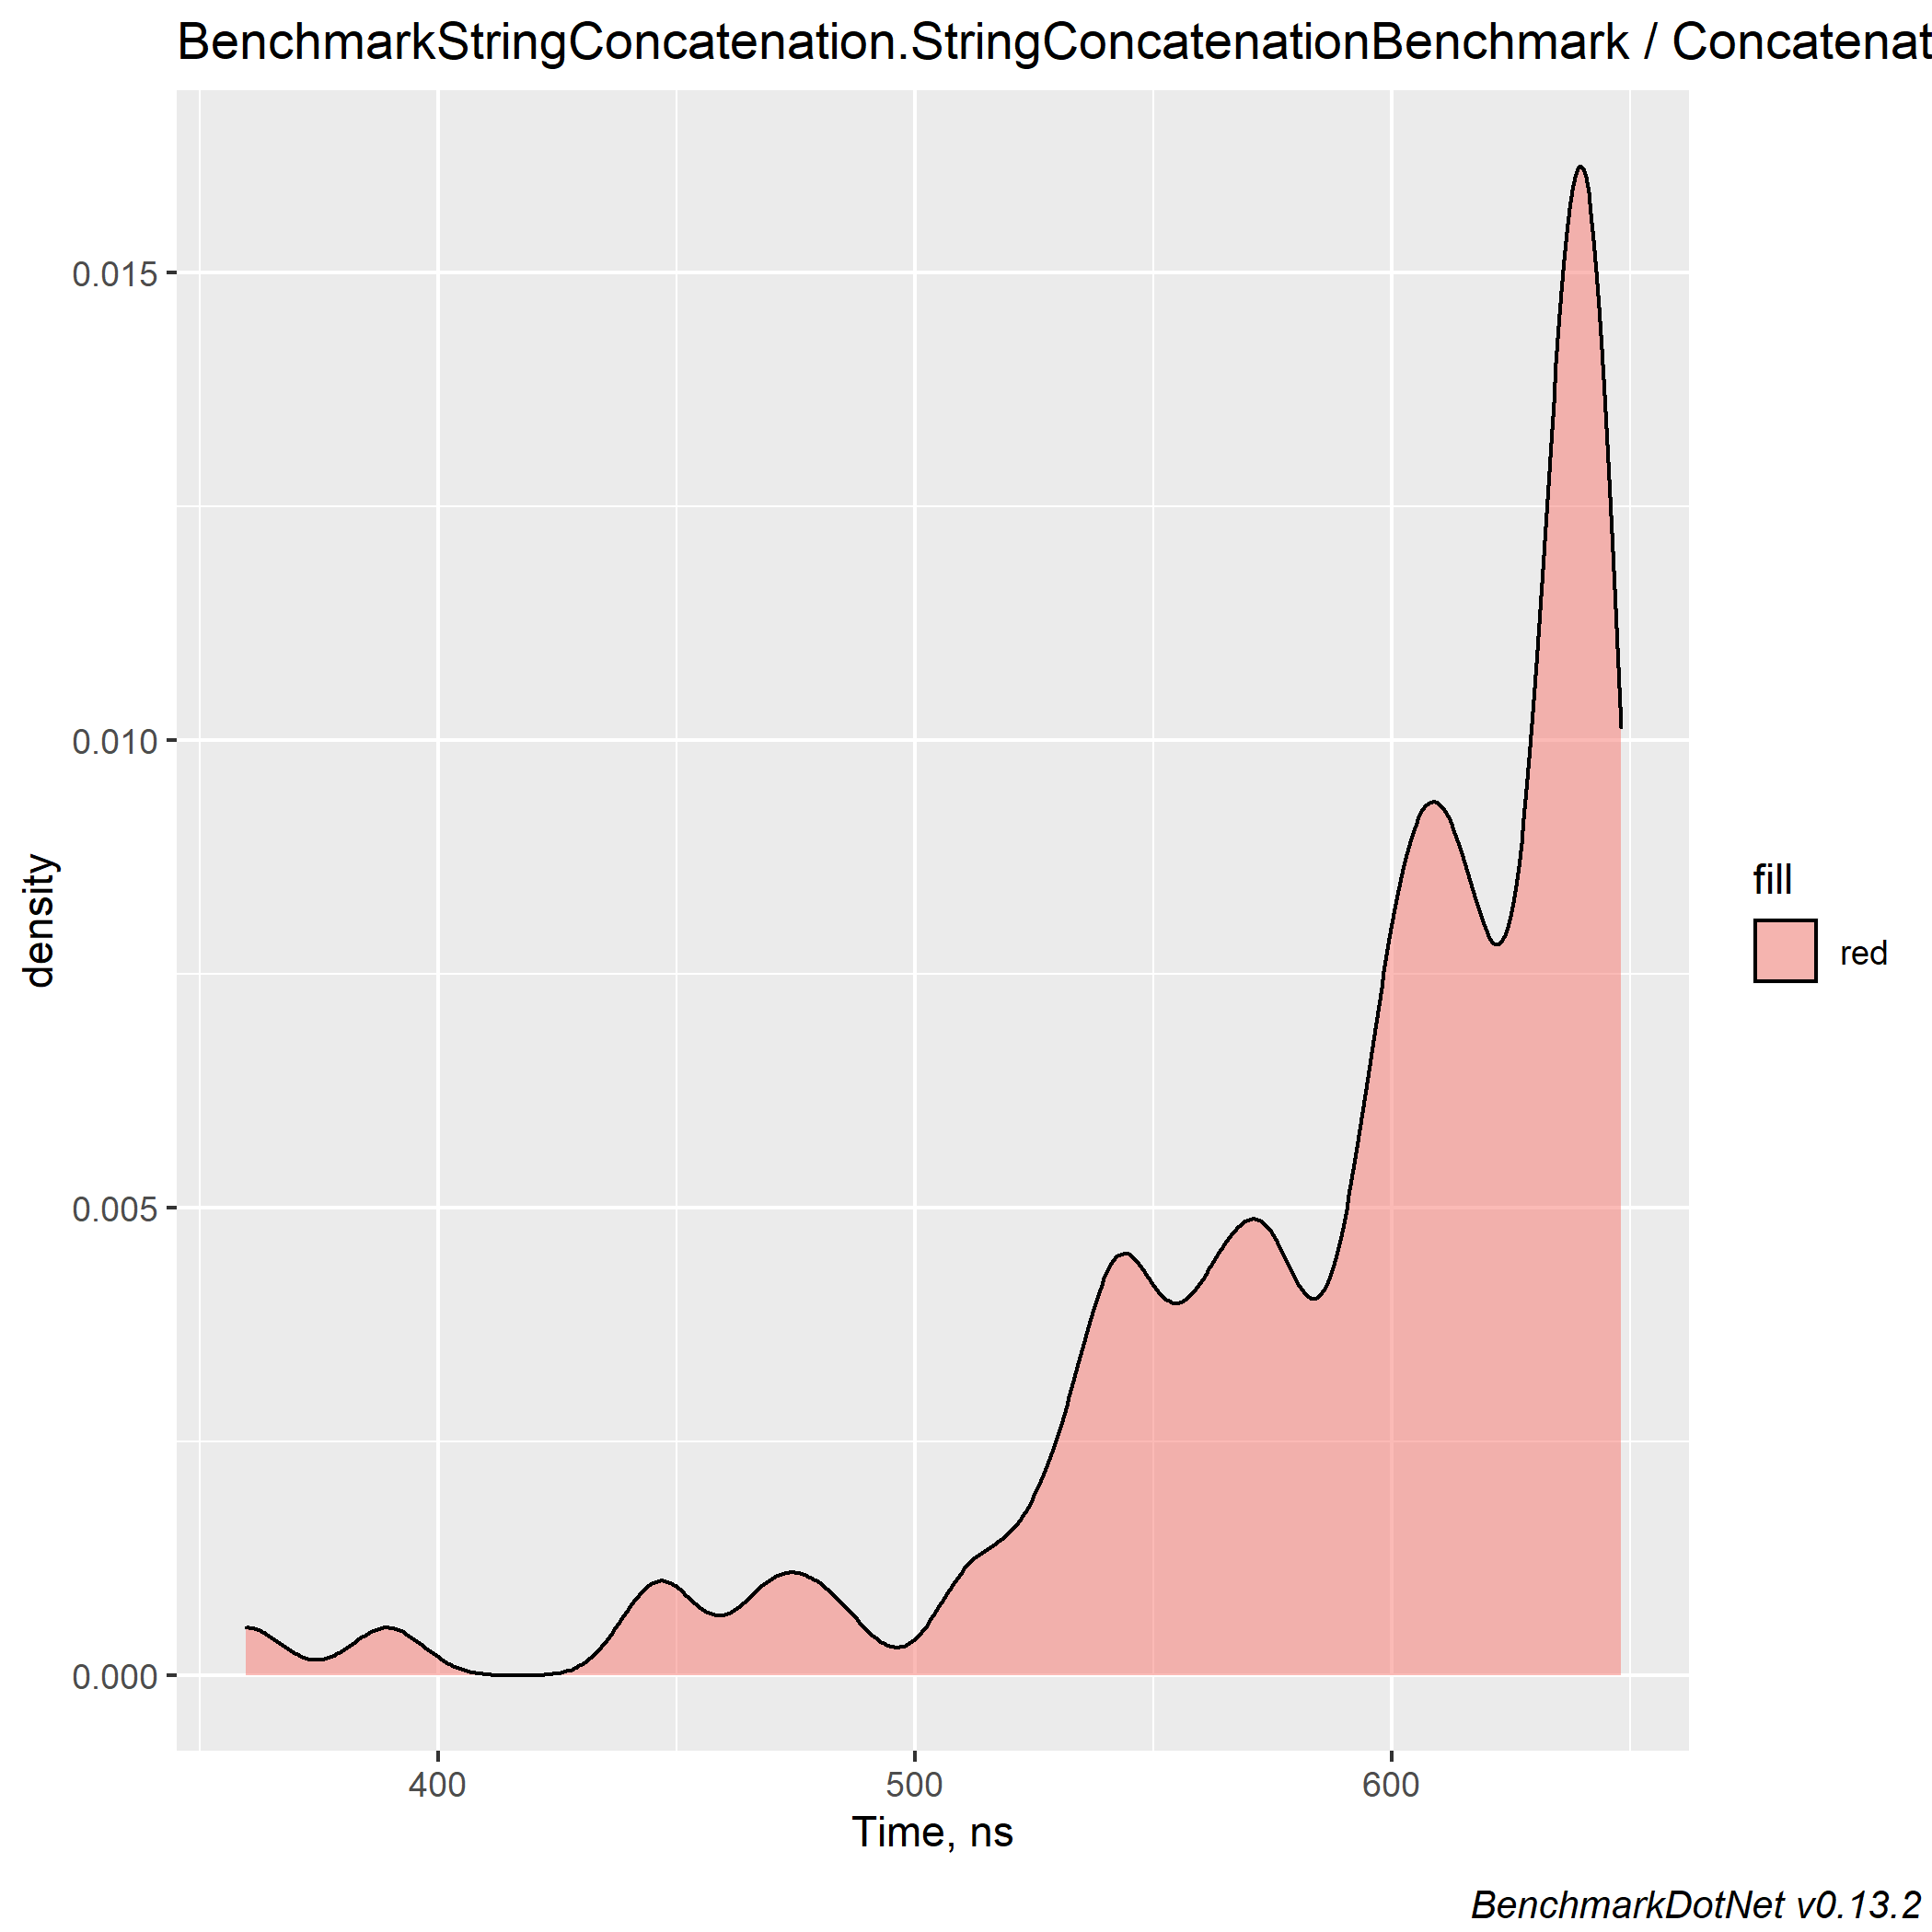 BenchmarkStringConcatenation.StringConcatenationBenchmark / Concatenat
0.015
0.010
0.005
0.000
density
400 500 600
Time, ns
fill
red
BenchmarkDotNet v0.13.2